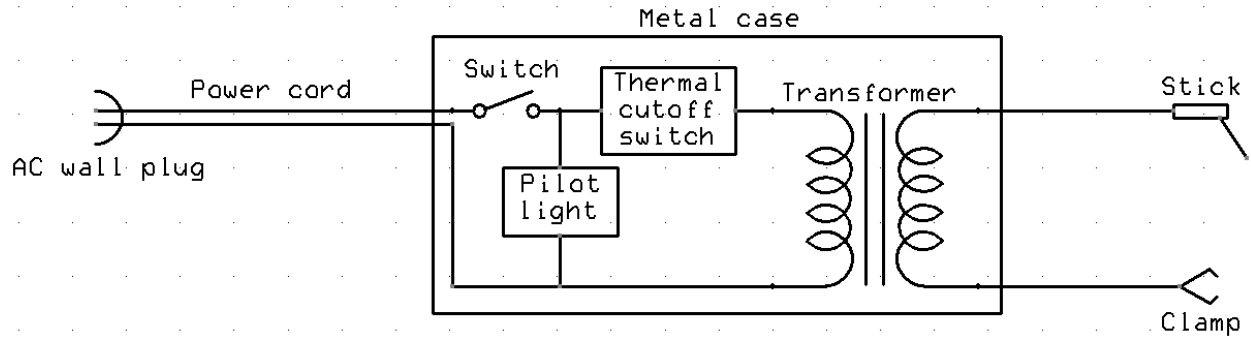 Metal case
Switch
Power cord
Thermal
cutoff
switch
Transformer
Stick
AC wall plug
Pilot
light
Clamp